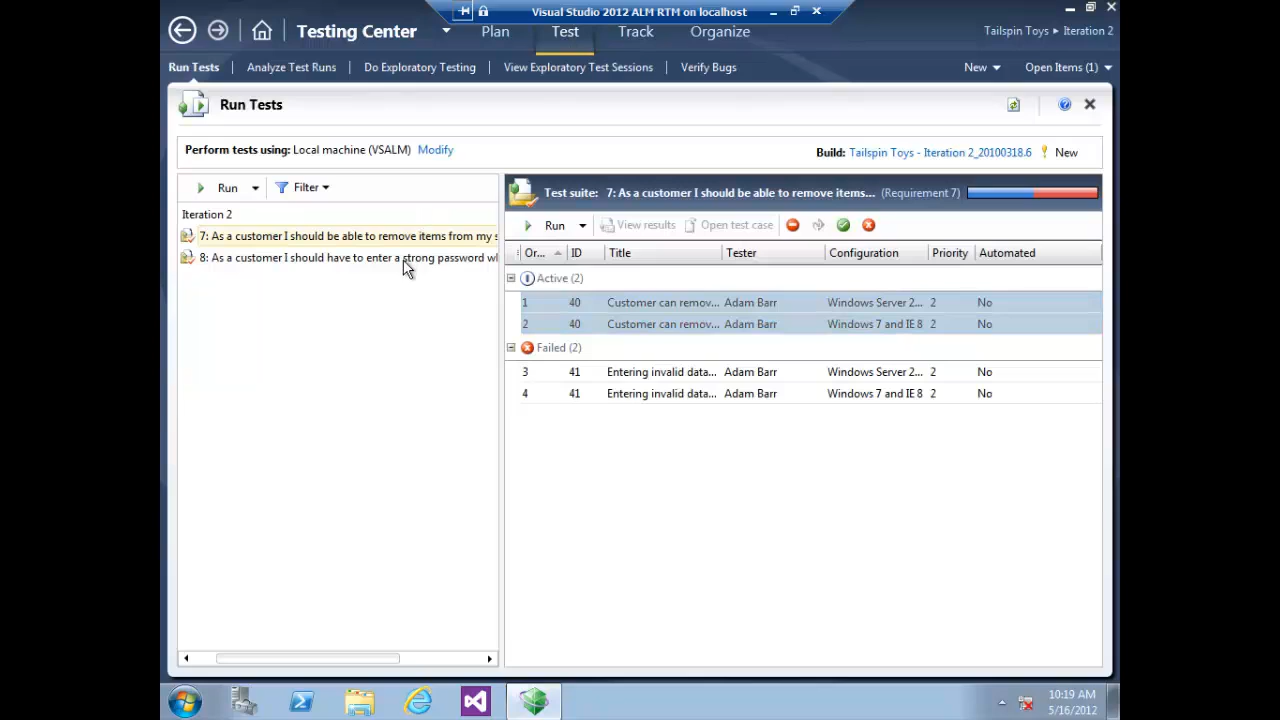 Visual Studio 2012 ALM RTM on localhost
Testing Center Plan Test Track Organize Tailspin Toys ▸ Iteration 2
Run Tests Analyze Test Runs Do Exploratory Testing View Exploratory Test Sessions Verify Bugs New Open Items (1)
Run Tests
Perform tests using: Local machine (VSALM) Modify Build: Tailspin Toys - Iteration 2_20100318.6 New
Run Filter
Iteration 2
7: As a customer I should be able to remove items from my s
8: As a customer I should have to enter a strong password wl
Test suite: 7: As a customer I should be able to remove items... (Requirement 7)
Run View results Open test case
Or... ID Title Tester Configuration Priority Automated
Active (2)
1 40 Customer can remov... Adam Barr Windows Server 2... 2 No
2 40 Customer can remov... Adam Barr Windows 7 and IE 8 2 No
Failed (2)
3 41 Entering invalid data... Adam Barr Windows Server 2... 2 No
4 41 Entering invalid data... Adam Barr Windows 7 and IE 8 2 No
10:19 AM
5/16/2012